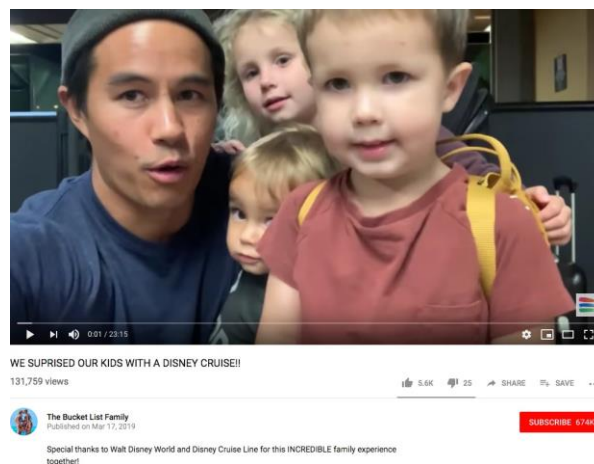 0:01 / 23:15
WE SUPRISED OUR KIDS WITH A DISNEY CRUISE!!
131,759 views
5.6K 25 SHARE SAVE
The Bucket List Family
Published on Mar 17, 2019
SUBSCRIBE 674K
Special thanks to Walt Disney World and Disney Cruise Line for this INCREDIBLE family experience
together!